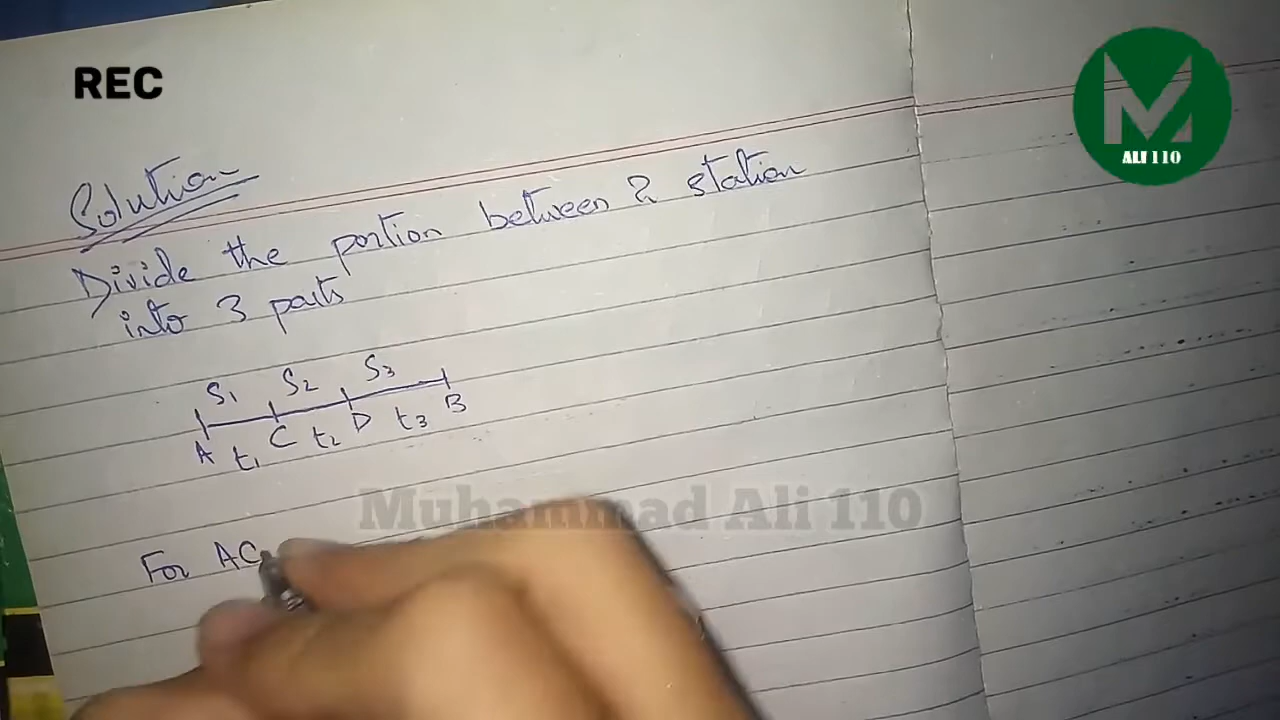 REC
M
ALI 110
Solution
Divide the portion between 2 station
into 3 parts
S1 S2 S3
A t1 C t2 D t3 B
Muhammad Ali 110
For AC